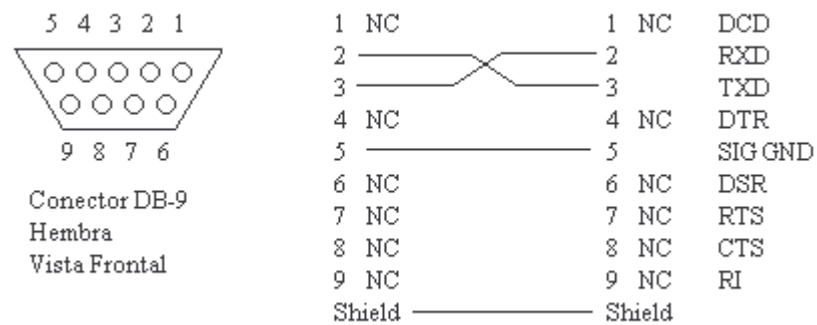 5 4 3 2 1
9 8 7 6
Conector DB-9
Hembra
Vista Frontal
1 NC 1 NC DCD
2 2 RXD
3 3 TXD
4 NC 4 NC DTR
5 5 SIG GND
6 NC 6 NC DSR
7 NC 7 NC RTS
8 NC 8 NC CTS
9 NC 9 NC RI
Shield Shield